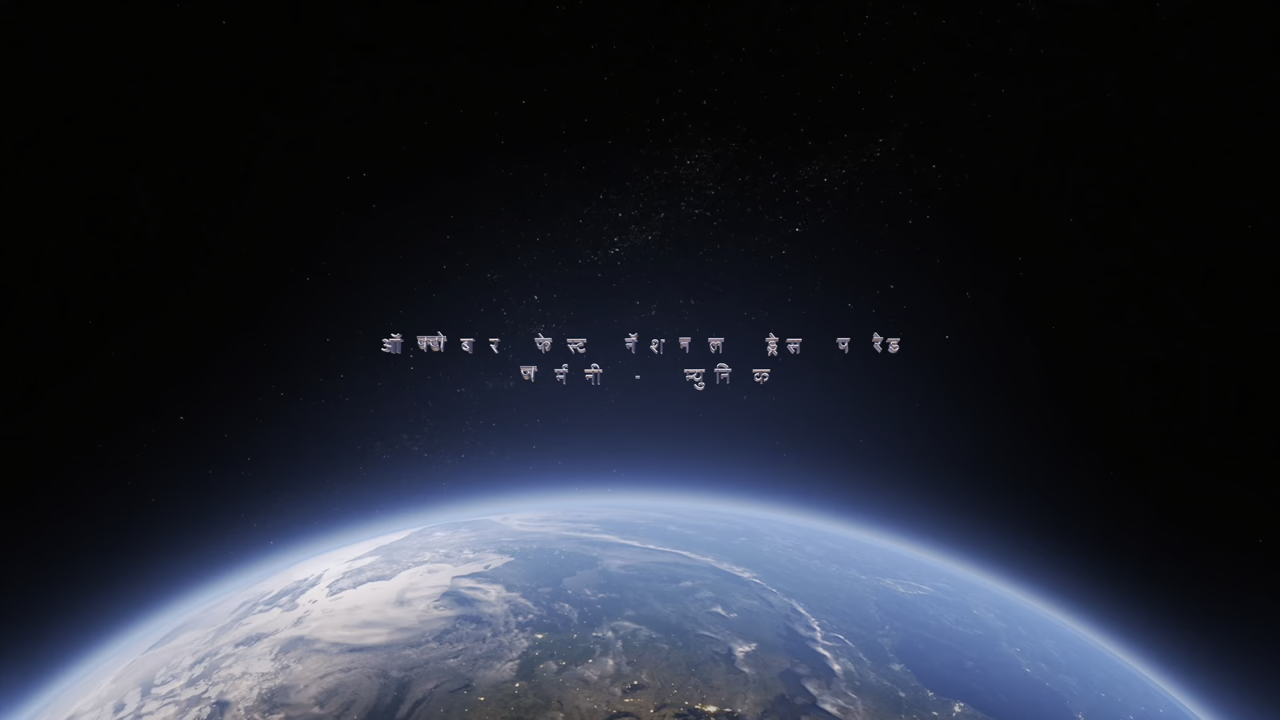 ऑक्टोबर फेस्ट नॅशनल ड्रेस परेड
जर्मनी - म्युनिक